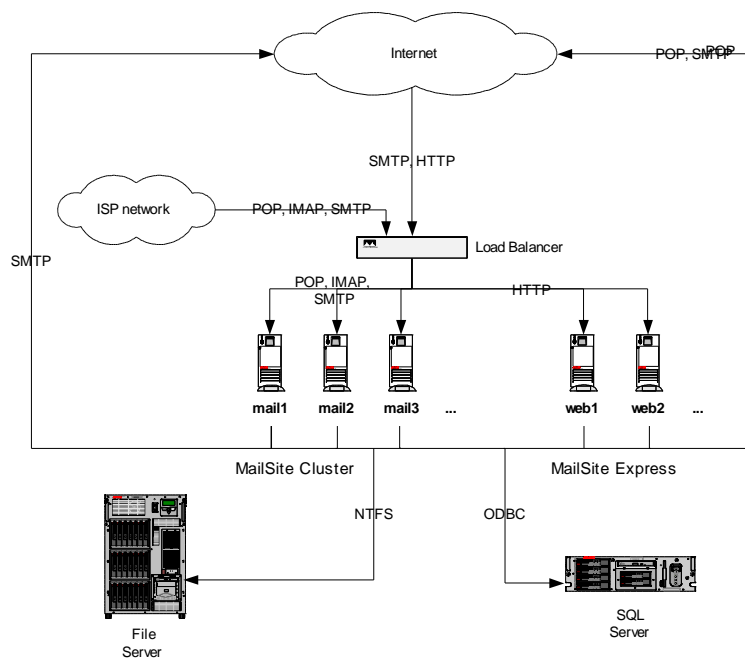 Internet
POP
POP, SMTP
SMTP, HTTP
ISP network
POP, IMAP, SMTP
Load Balancer
SMTP
POP, IMAP,
SMTP
HTTP
mail1
mail2
mail3
...
web1
web2
...
MailSite Cluster
MailSite Express
NTFS
ODBC
File
Server
SQL
Server